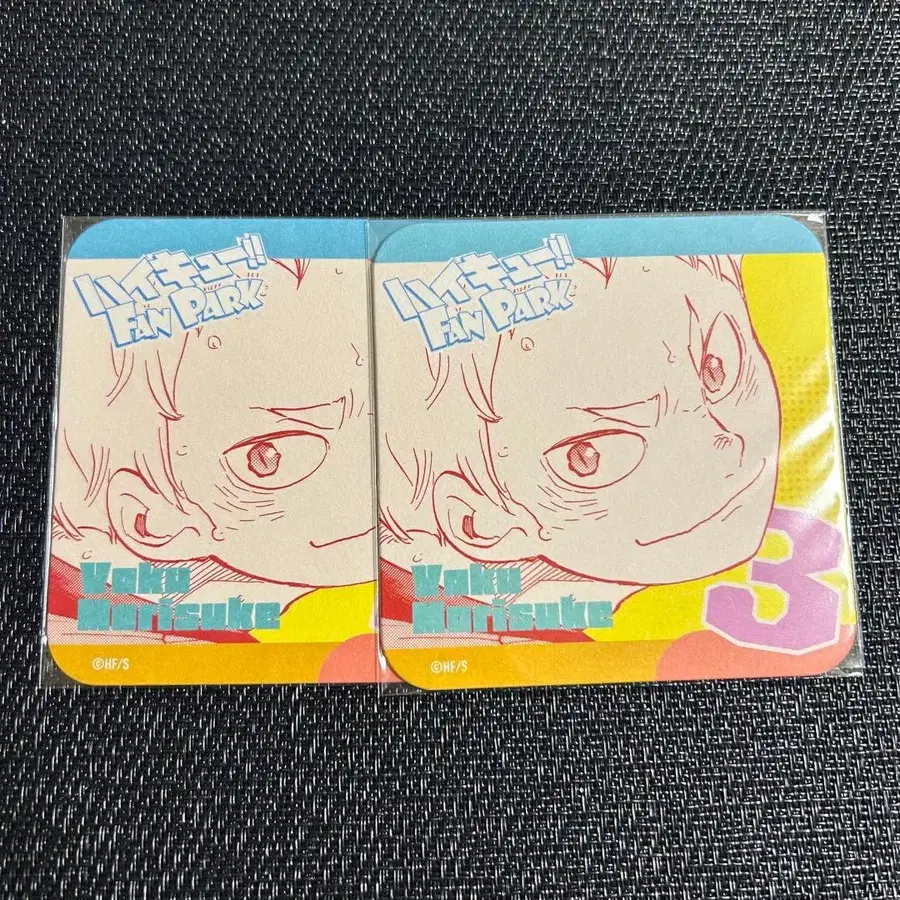 ハイキュー!!
FAN PARK
Yaku
Morisuke
©HF/S
ハイキュー!!
FAN PARK
Yaku
Morisuke
3
©HF/S